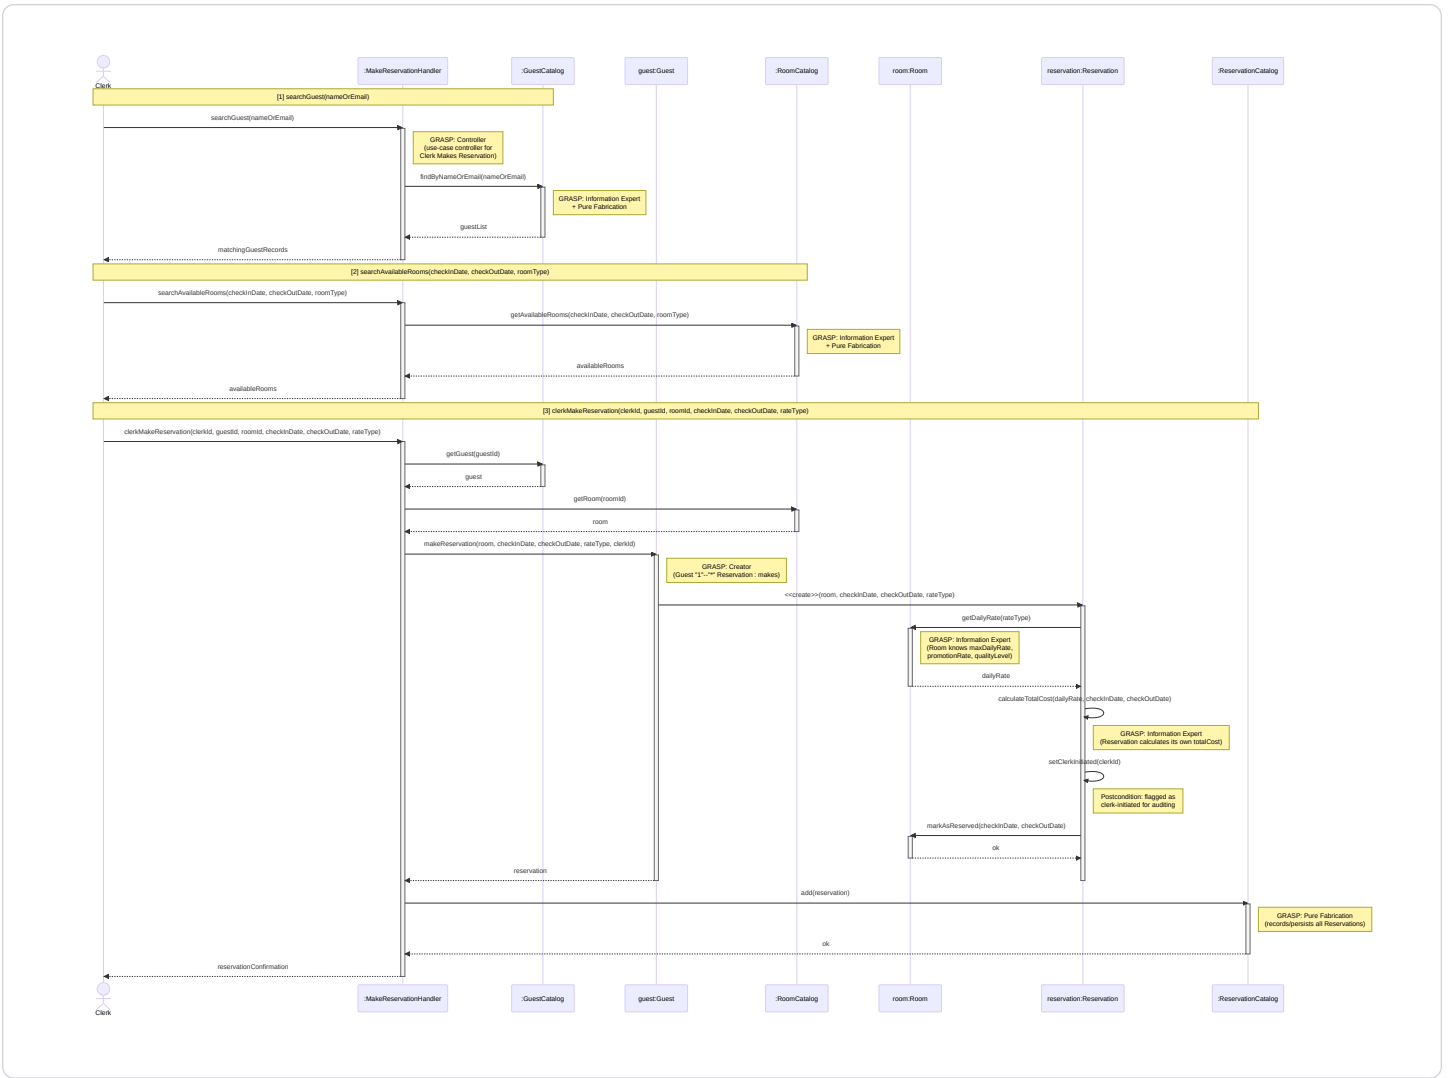 :MakeReservationHandler
:GuestCatalog
guest:Guest
:RoomCatalog
room:Room
reservation:Reservation
:ReservationCatalog
Clerk
[1] searchGuest(nameOrEmail)
searchGuest(nameOrEmail)
GRASP: Controller
(use-case controller for
Clerk Makes Reservation)
findByNameOrEmail(nameOrEmail)
GRASP: Information Expert
+ Pure Fabrication
guestList
matchingGuestRecords
[2] searchAvailableRooms(checkInDate, checkOutDate, roomType)
searchAvailableRooms(checkInDate, checkOutDate, roomType)
getAvailableRooms(checkInDate, checkOutDate, roomType)
GRASP: Information Expert
+ Pure Fabrication
availableRooms
availableRooms
[3] clerkMakeReservation(clerkId, guestId, roomId, checkInDate, checkOutDate, rateType)
clerkMakeReservation(clerkId, guestId, roomId, checkInDate, checkOutDate, rateType)
getGuest(guestId)
guest
getRoom(roomId)
room
makeReservation(room, checkInDate, checkOutDate, rateType, clerkId)
GRASP: Creator
(Guest "1"--"*" Reservation : makes)
<<create>>(room, checkInDate, checkOutDate, rateType)
getDailyRate(rateType)
GRASP: Information Expert
(Room knows maxDailyRate,
promotionRate, qualityLevel)
dailyRate
calculateTotalCost(dailyRate, checkInDate, checkOutDate)
GRASP: Information Expert
(Reservation calculates its own totalCost)
setClerkInitiated(clerkId)
Postcondition: flagged as
clerk-initiated for auditing
markAsReserved(checkInDate, checkOutDate)
ok
reservation
add(reservation)
GRASP: Pure Fabrication
(records/persists all Reservations)
ok
reservationConfirmation
:MakeReservationHandler
:GuestCatalog
guest:Guest
:RoomCatalog
room:Room
reservation:Reservation
:ReservationCatalog
Clerk